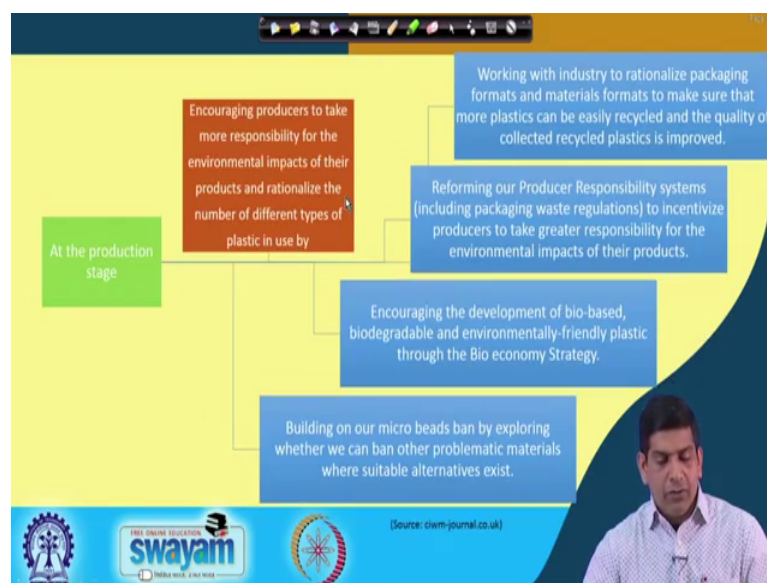 Encouraging producers to take
more responsibility for the
environmental impacts of their
products and rationalize the
number of different types of
plastic in use by
At the production
stage
Working with industry to rationalize packaging
formats and materials formats to make sure that
more plastics can be easily recycled and the quality of
collected recycled plastics is improved.
Reforming our Producer Responsibility systems
(including packaging waste regulations) to incentivize
producers to take greater responsibility for the
environmental impacts of their products.
Encouraging the development of bio-based,
biodegradable and environmentally-friendly plastic
through the Bio economy Strategy.
Building on our micro beads ban by exploring
whether we can ban other problematic materials
where suitable alternatives exist.
(Source: ciwm-journal.co.uk)
FREE ONLINE EDUCATION
swayam